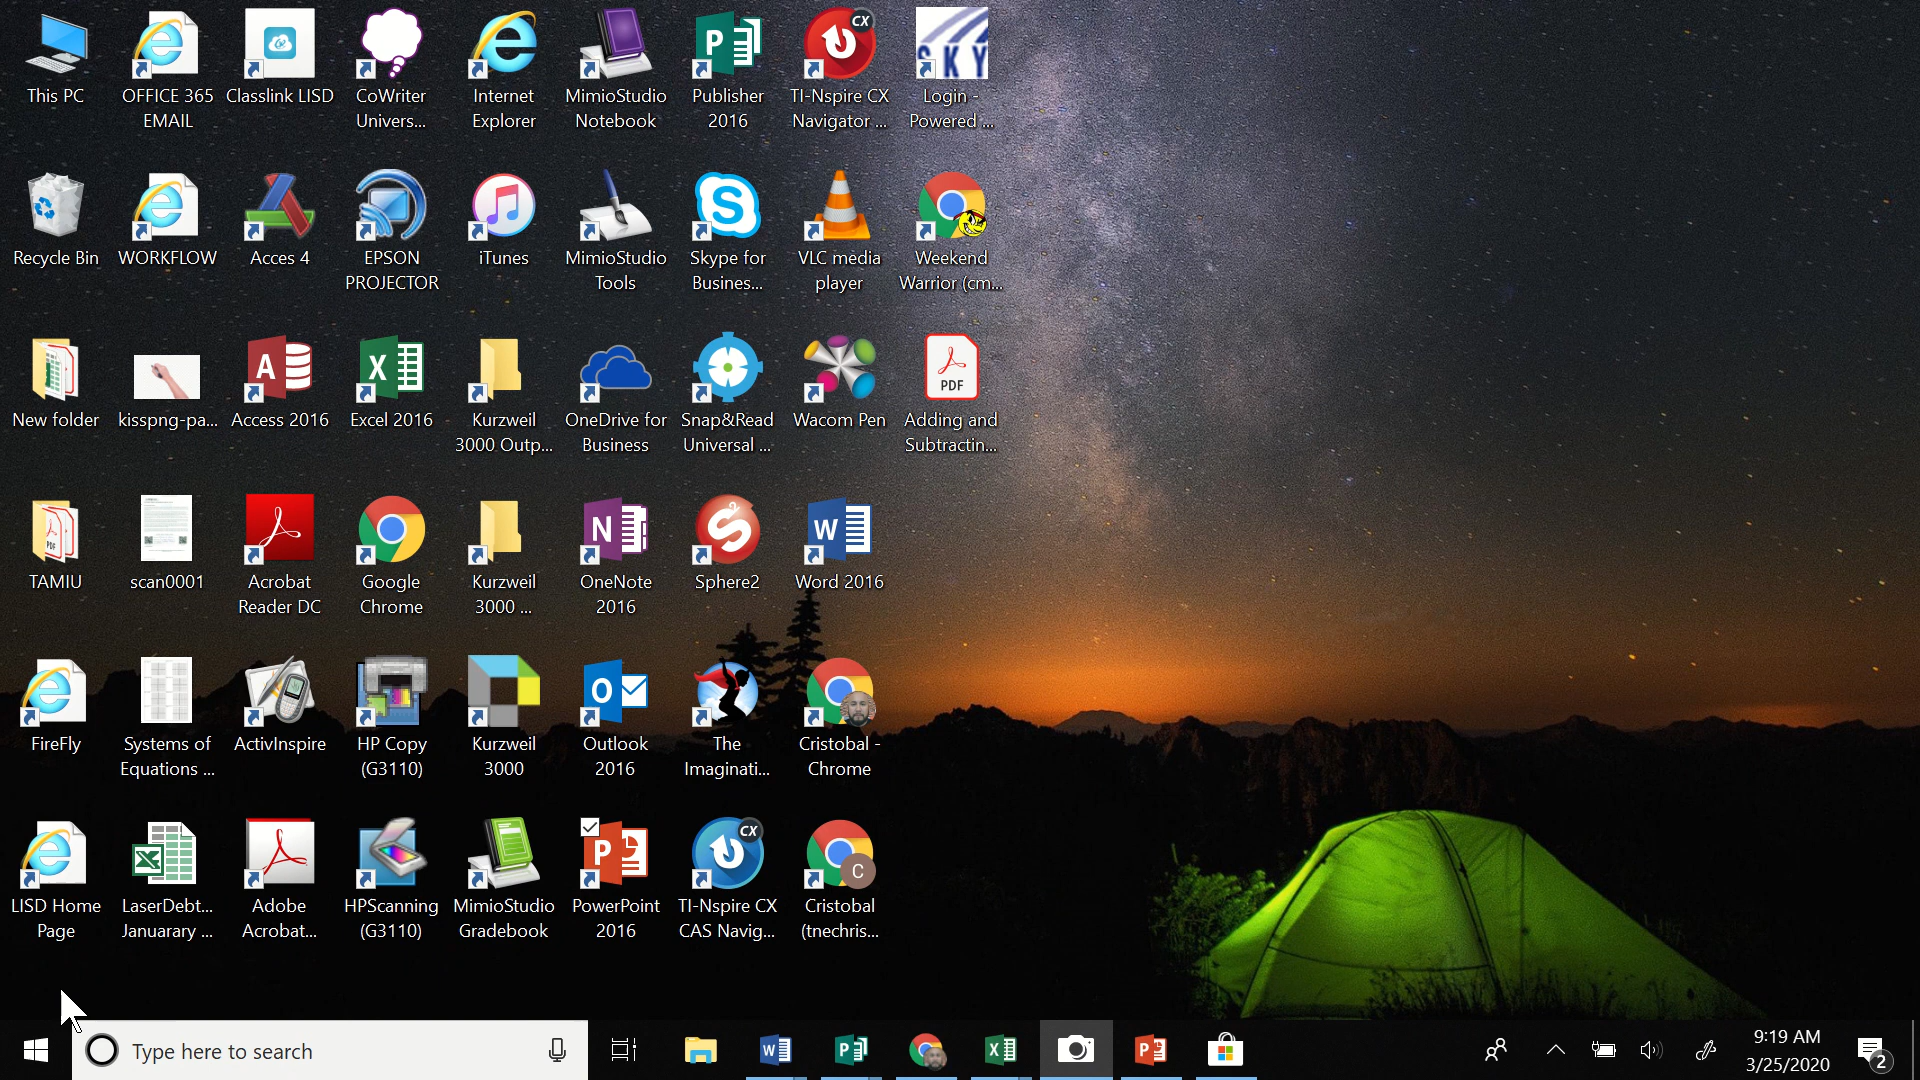 This PC
OFFICE 365
EMAIL
Classlink LISD
CoWriter
Univers...
Internet
Explorer
MimioStudio
Notebook
Publisher
2016
TI-Nspire CX
Navigator ...
Login -
Powered ...
SKY
CX
P
Recycle Bin
WORKFLOW
Acces 4
EPSON
PROJECTOR
iTunes
MimioStudio
Tools
Skype for
Busines...
VLC media
player
Weekend
Warrior (cm...
S
New folder
kisspng-pa...
Access 2016
Excel 2016
Kurzweil
3000 Outp...
OneDrive for
Business
Snap&Read
Universal ...
Wacom Pen
Adding and
Subtractin...
A
X
PDF
TAMIU
scan0001
Acrobat
Reader DC
Google
Chrome
Kurzweil
3000 ...
OneNote
2016
Sphere2
Word 2016
PDF
N
S2
W
FireFly
Systems of
Equations ...
ActivInspire
HP Copy
(G3110)
Kurzweil
3000
Outlook
2016
The
Imaginati...
Cristobal -
Chrome
O
LISD Home
Page
LaserDebt...
Januarary ...
Adobe
Acrobat...
HPScanning
(G3110)
MimioStudio
Gradebook
PowerPoint
2016
TI-Nspire CX
CAS Navig...
Cristobal
(tnechris...
X
P
CX
C
Type here to search
W
P
X
P
9:19 AM
3/25/2020
2